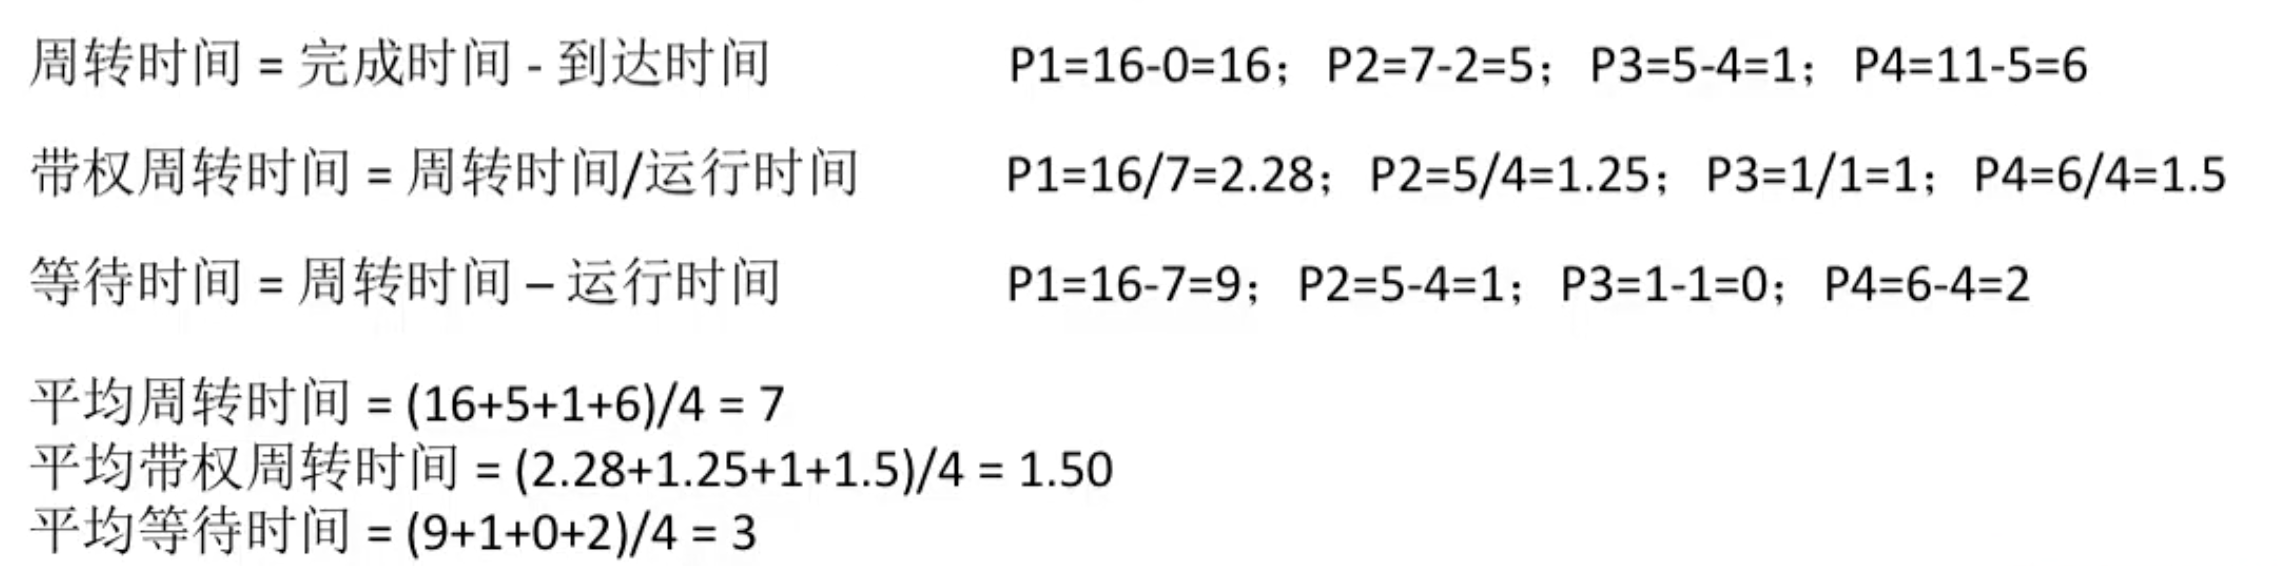 周转时间 = 完成时间 - 到达时间 P1=16-0=16；P2=7-2=5；P3=5-4=1；P4=11-5=6
带权周转时间 = 周转时间/运行时间 P1=16/7=2.28；P2=5/4=1.25；P3=1/1=1；P4=6/4=1.5
等待时间 = 周转时间 – 运行时间 P1=16-7=9；P2=5-4=1；P3=1-1=0；P4=6-4=2
平均周转时间 = (16+5+1+6)/4 = 7
平均带权周转时间 = (2.28+1.25+1+1.5)/4 = 1.50
平均等待时间 = (9+1+0+2)/4 = 3